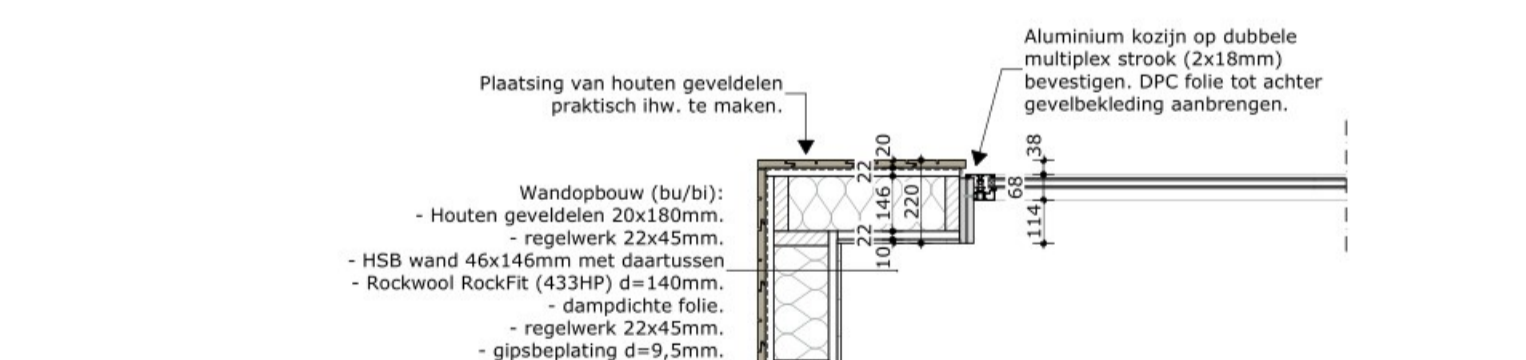 Aluminium kozijn op dubbele
multiplex strook (2x18mm)
bevestigen. DPC folie tot achter
gevelbekleding aanbrengen.
Plaatsing van houten geveldelen
praktisch ihw. te maken.
Wandopbouw (bu/bi):
- Houten geveldelen 20x180mm.
- regelwerk 22x45mm.
- HSB wand 46x146mm met daartussen
- Rockwool RockFit (433HP) d=140mm.
- dampdichte folie.
- regelwerk 22x45mm.
- gipsbeplating d=9,5mm.
20
22
146
220
22
10
38
68
114